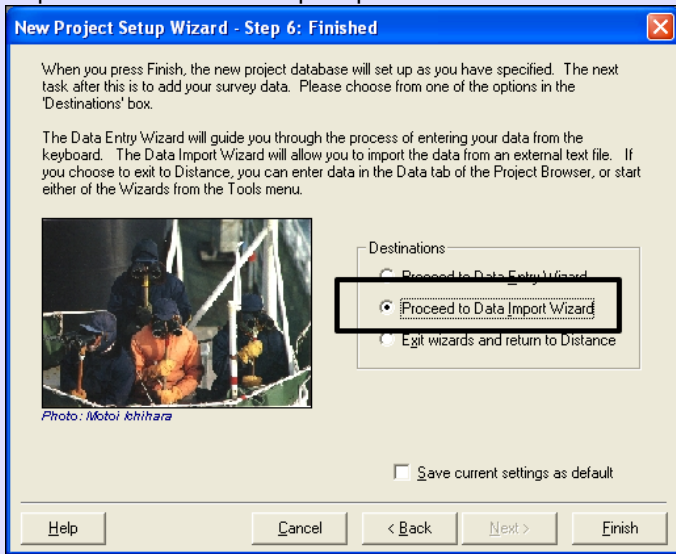 New Project Setup Wizard - Step 6: Finished
When you press Finish, the new project database will set up as you have specified. The next
task after this is to add your survey data. Please choose from one of the options in the
'Destinations' box.
The Data Entry Wizard will guide you through the process of entering your data from the
keyboard. The Data Import Wizard will allow you to import the data from an external text file. If
you choose to exit to Distance, you can enter data in the Data tab of the Project Browser, or start
either of the Wizards from the Tools menu.
Destinations
Proceed to Data Entry Wizard
Proceed to Data Import Wizard
Exit wizards and return to Distance
Photo: Motoi Ichihara
Save current settings as default
Help
Cancel
< Back
Next >
Finish